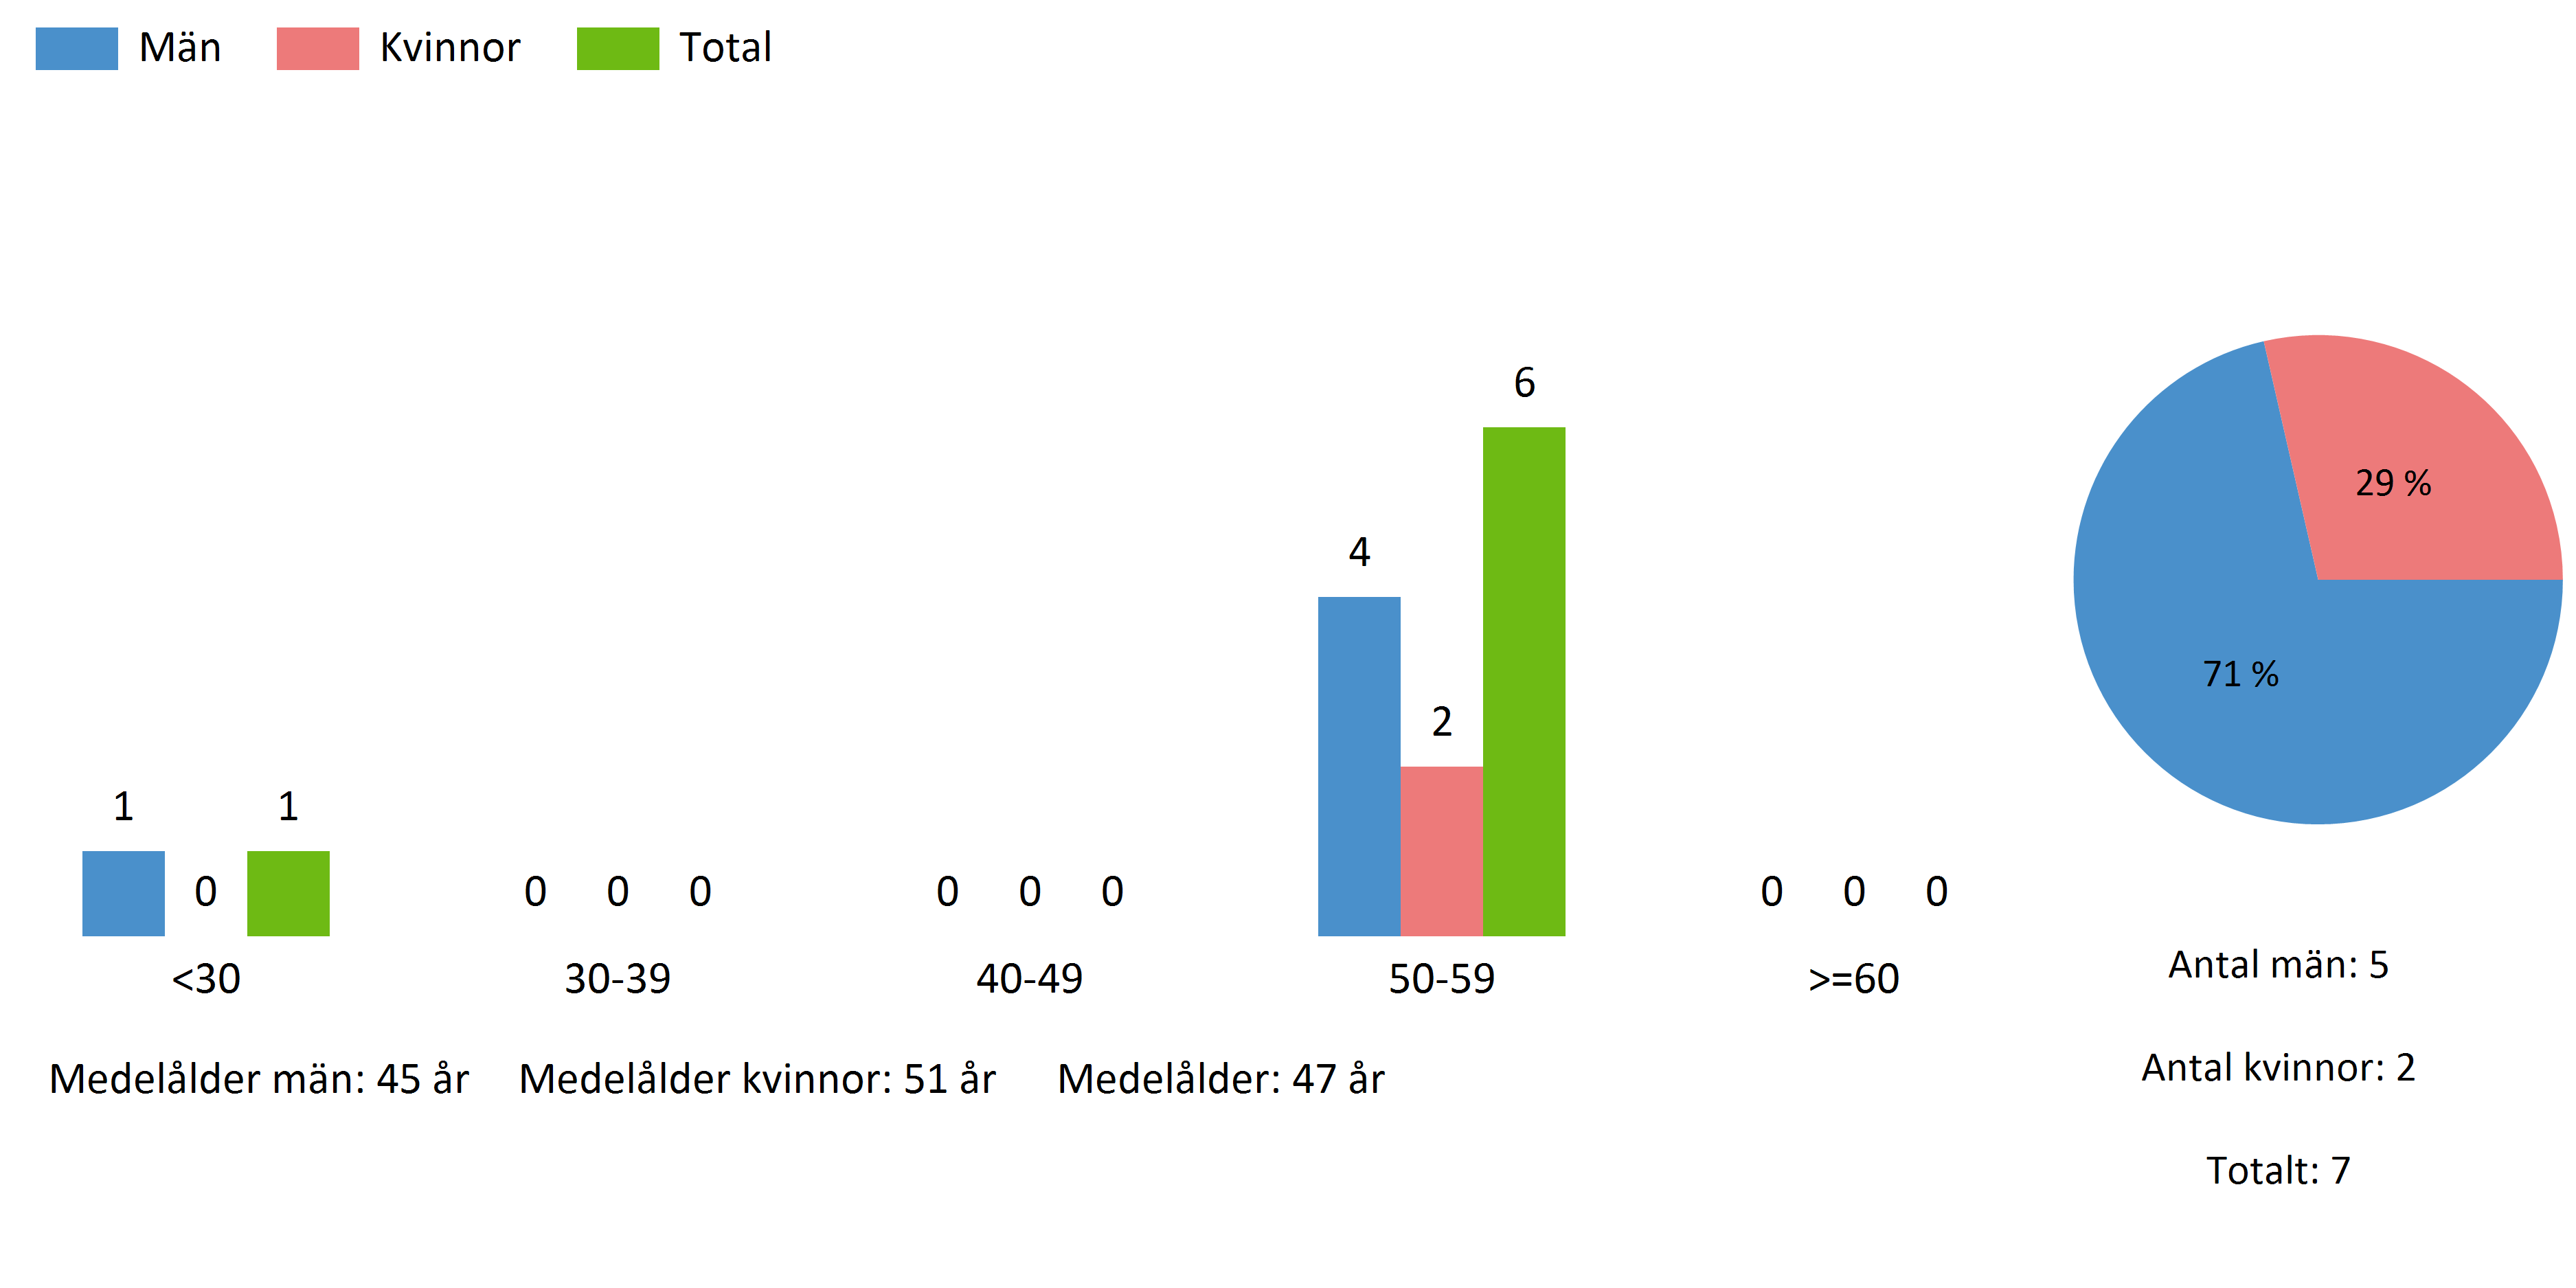 Män Kvinnor Total
6
4
2
1 0 1
0 0 0
0 0 0
0 0 0
<30 30-39 40-49 50-59 >=60
Medelålder män: 45 år Medelålder kvinnor: 51 år Medelålder: 47 år
29 %
71 %
Antal män: 5
Antal kvinnor: 2
Totalt: 7